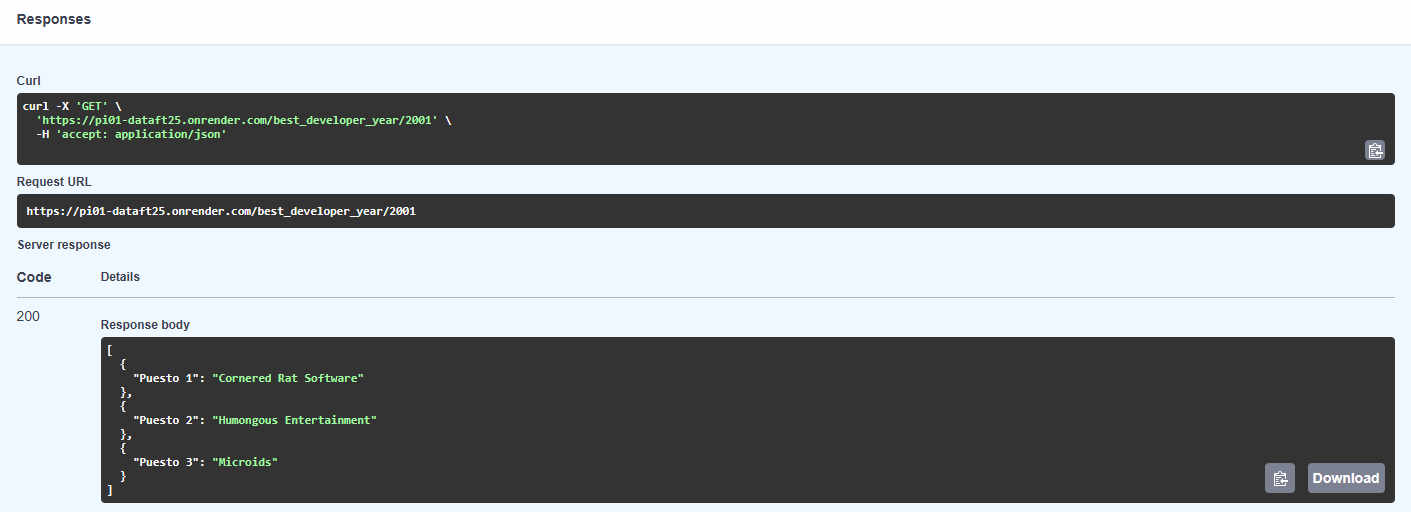 Responses
Curl
curl -X 'GET' \
  'https://pi01-dataft25.onrender.com/best_developer_year/2001' \
  -H 'accept: application/json'
Request URL
https://pi01-dataft25.onrender.com/best_developer_year/2001
Server response
Code Details
200
Response body
[
  {
    "Puesto 1": "Cornered Rat Software"
  },
  {
    "Puesto 2": "Humongous Entertainment"
  },
  {
    "Puesto 3": "Microids"
  }
]
Download